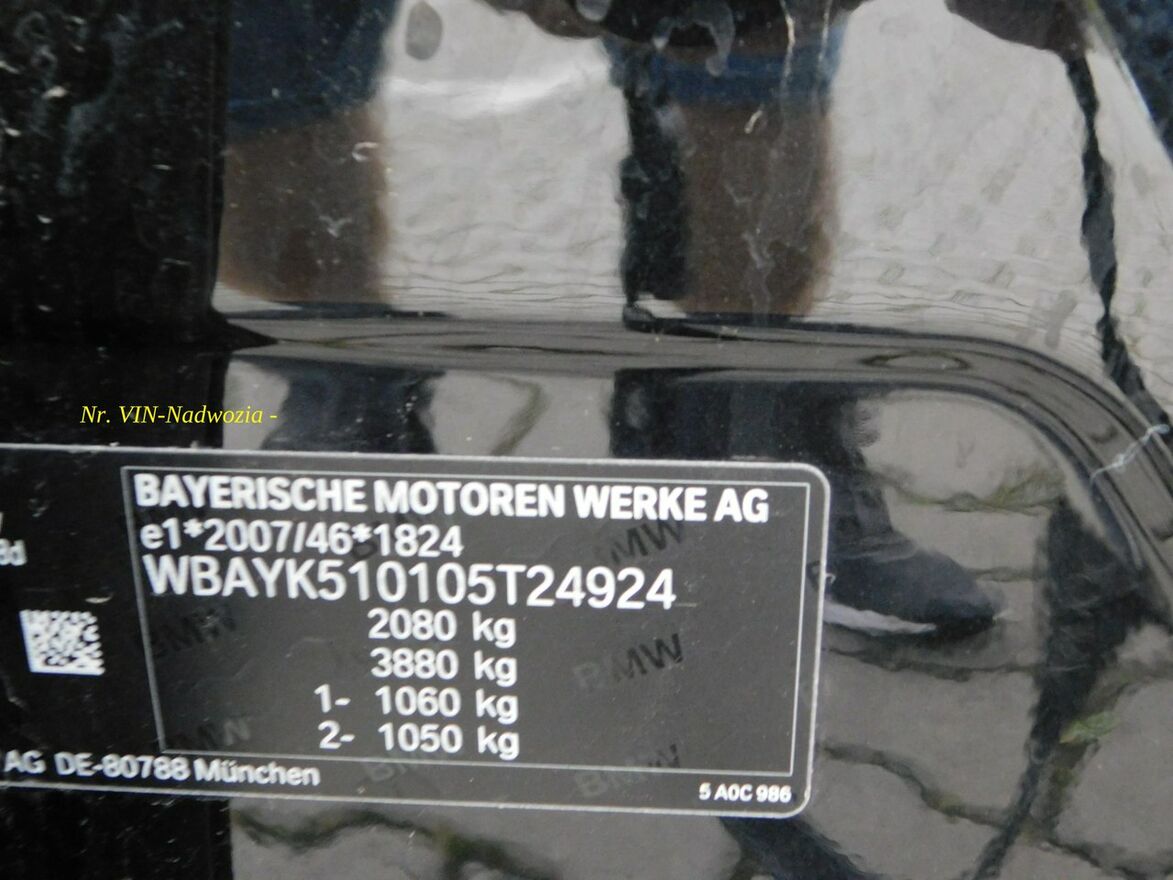 Nr. VIN-Nadwozia -
BAYERISCHE MOTOREN WERKE AG
e1*2007/46*1824
WBAYK510105T24924
2080 kg
3880 kg
1- 1060 kg
2- 1050 kg
AG DE-80788 München
5 A0C 986